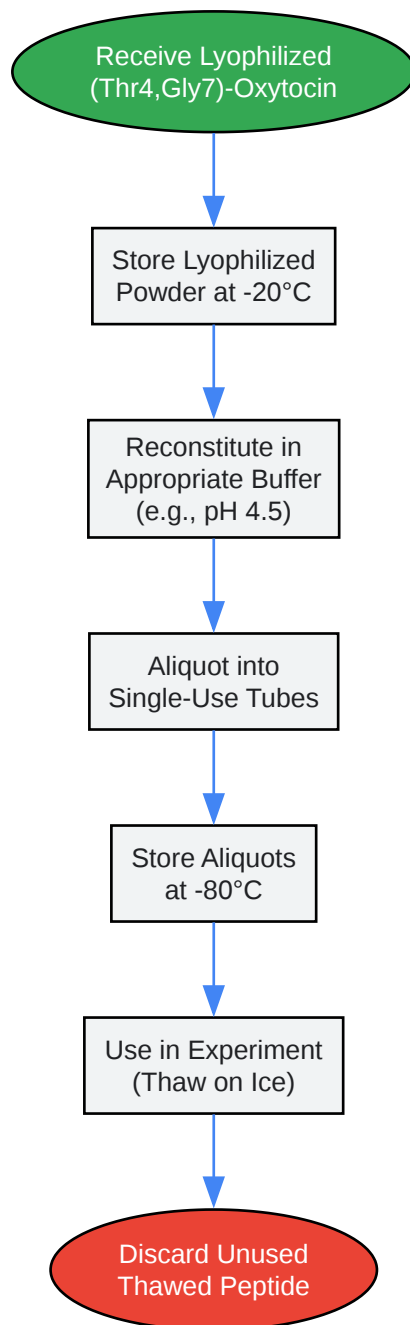 Receive Lyophilized
(Thr4,Gly7)-Oxytocin
Store Lyophilized
Powder at -20°C
Reconstitute in
Appropriate Buffer
(e.g., pH 4.5)
Aliquot into
Single-Use Tubes
Store Aliquots
at -80°C
Use in Experiment
(Thaw on Ice)
Discard Unused
Thawed Peptide